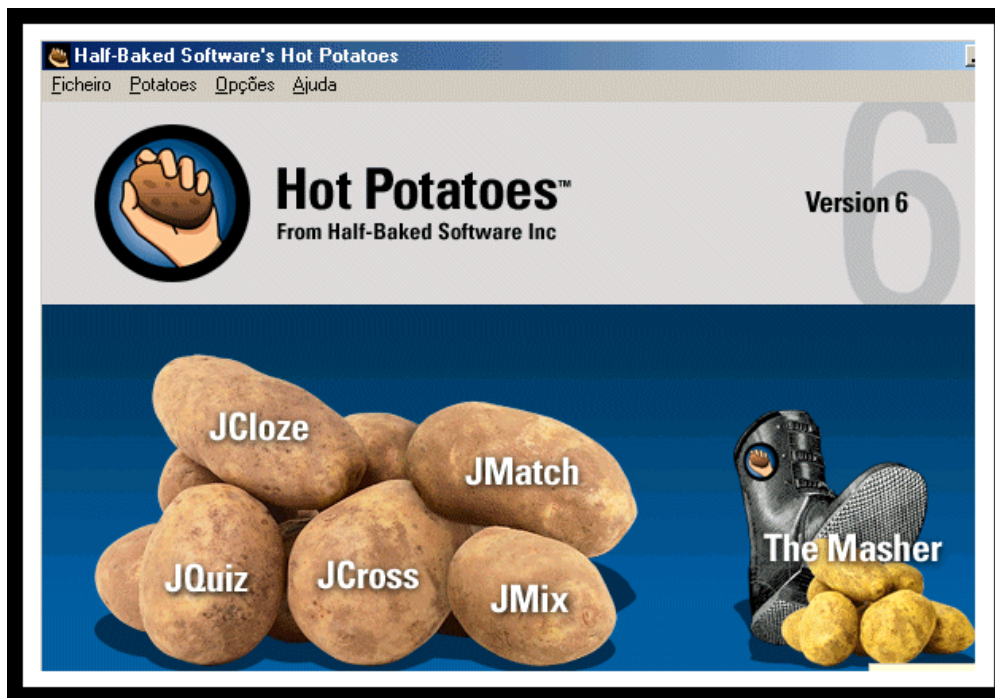 Half-Baked Software's Hot Potatoes
Ficheiro Potatoes Opções Ajuda
Hot Potatoes™
From Half-Baked Software Inc
Version 6
6
JCloze
JMatch
JQuiz
JCross
JMix
The Masher